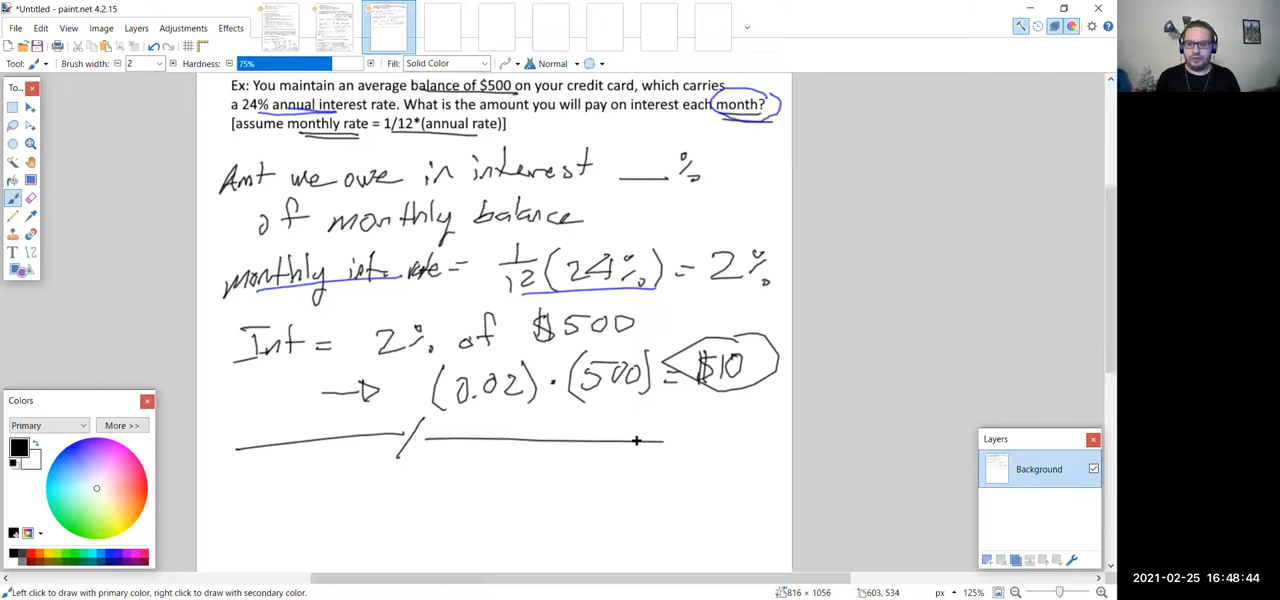 *Untitled - paint.net 4.2.15
File Edit View Image Layers Adjustments Effects
Tool: Brush width: 2 Hardness: 75% Fill: Solid Color Normal
To...
Ex: You maintain an average balance of $500 on your credit card, which carries
a 24% annual interest rate. What is the amount you will pay on interest each month?
[assume monthly rate = 1/12*(annual rate)]
Amt we owe in interest ___ %
of monthly balance
monthly int. rate = 1/12 (24%) = 2%
Int = 2% of $500
→ (0.02) · (500) = $10
Colors
Primary More >>
Layers
Background
Left click to draw with primary color, right click to draw with secondary color. 816 x 1056 603, 534 px 125%
2021-02-25 16:48:44